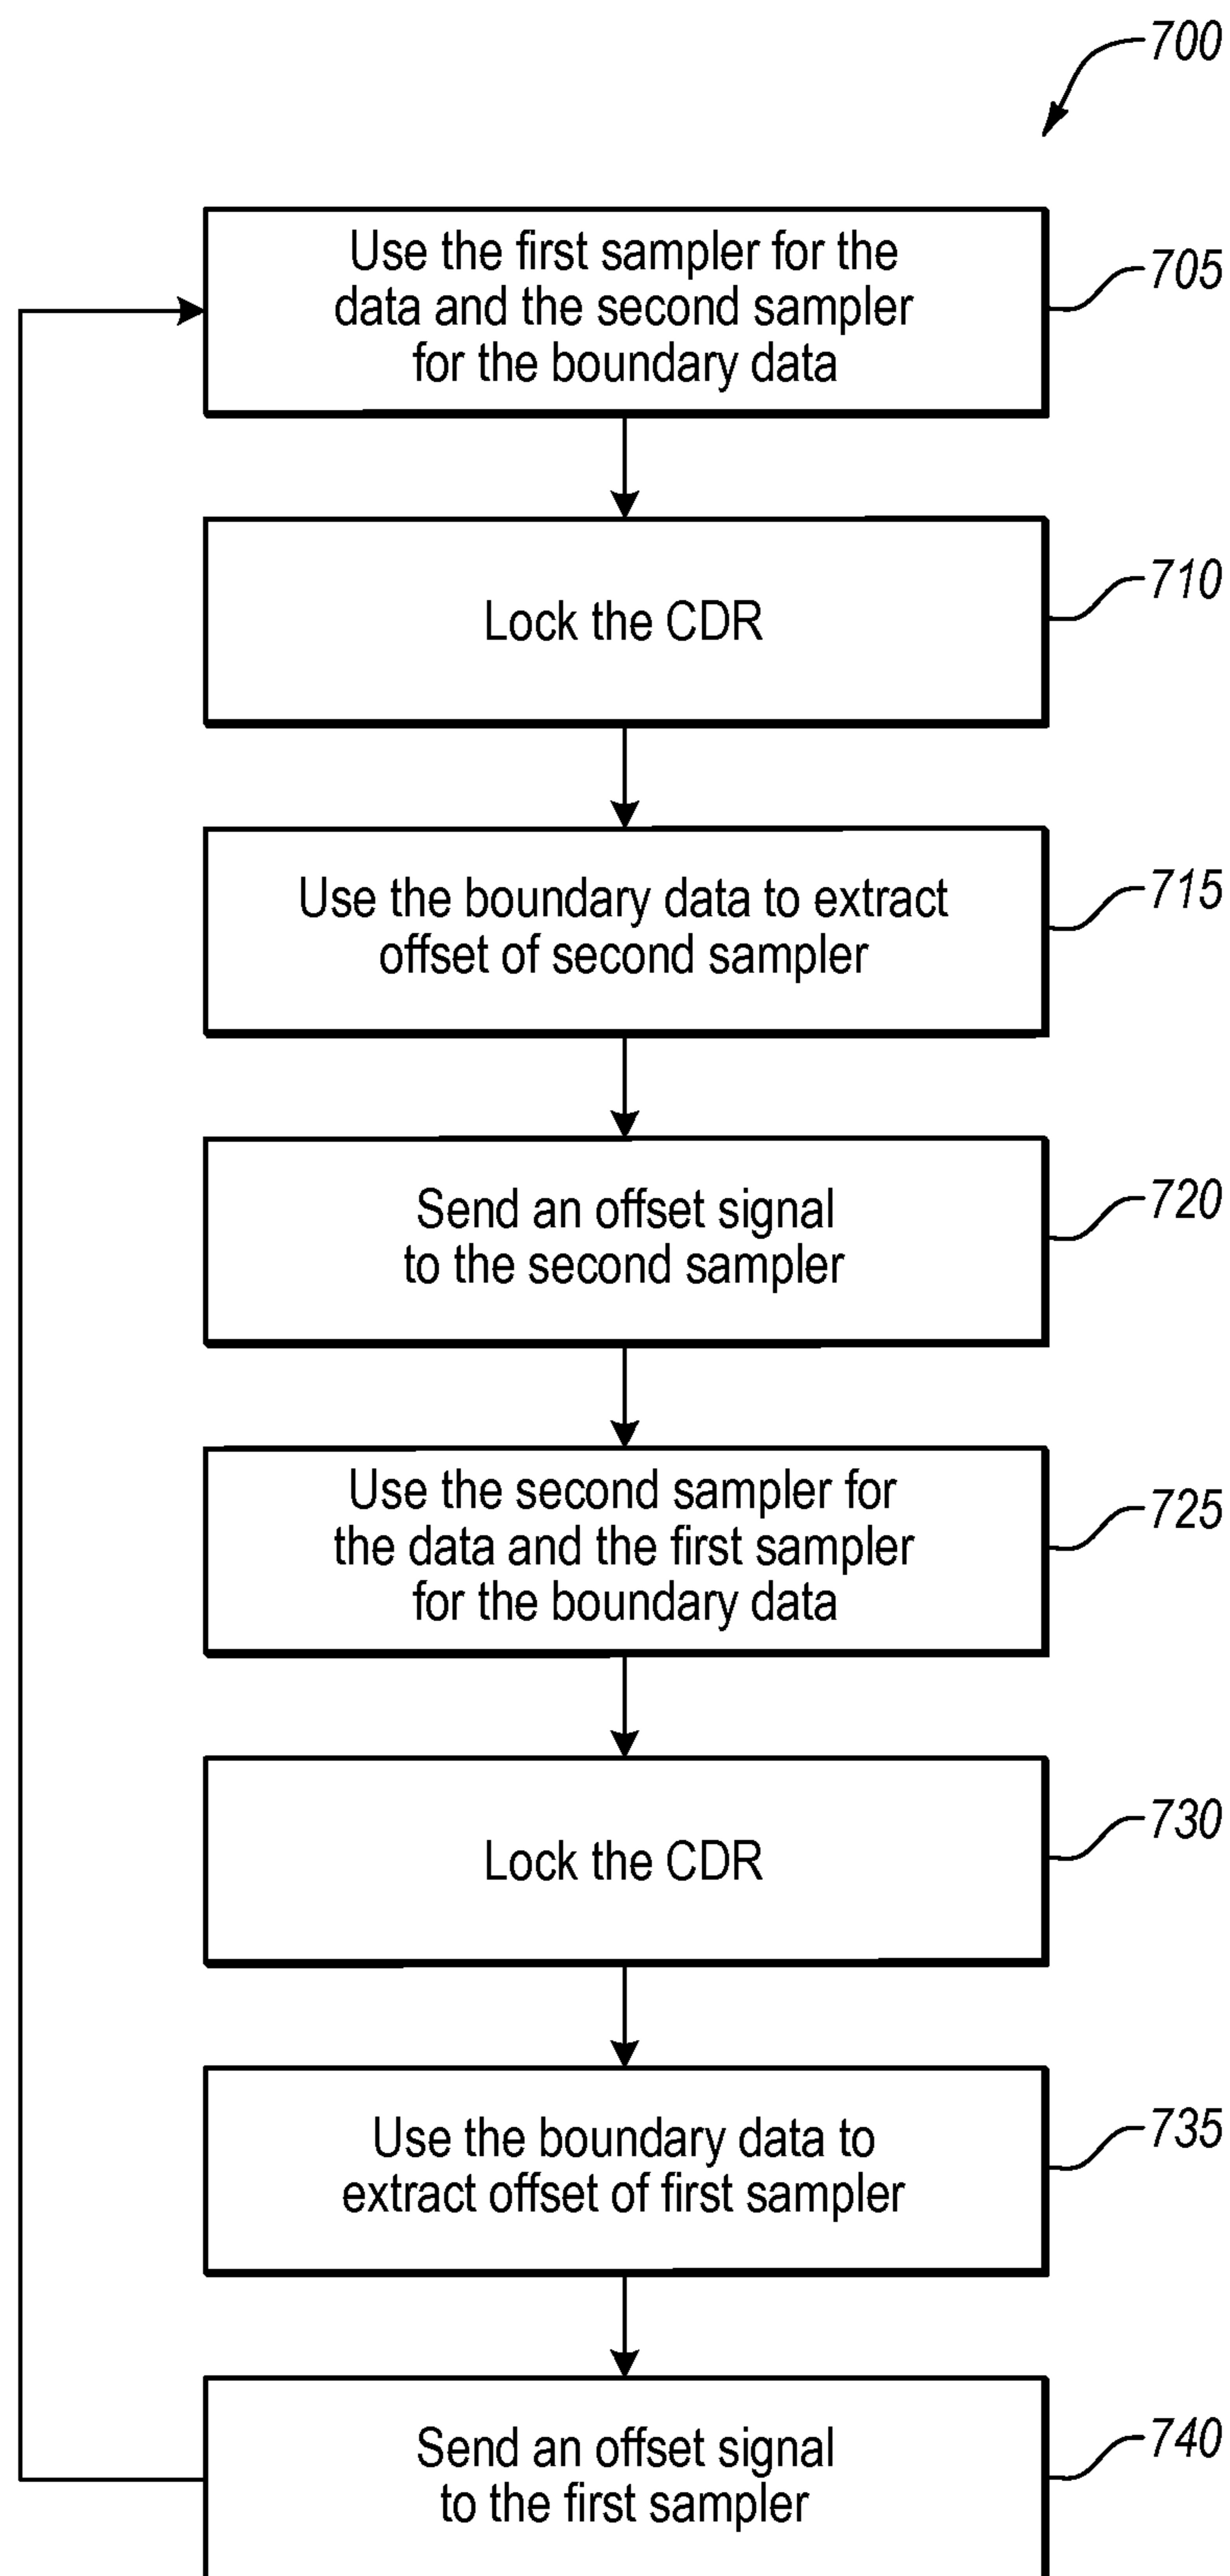 700
Use the first sampler for the
data and the second sampler
for the boundary data
705
Lock the CDR
710
Use the boundary data to extract
offset of second sampler
715
Send an offset signal
to the second sampler
720
Use the second sampler for
the data and the first sampler
for the boundary data
725
Lock the CDR
730
Use the boundary data to
extract offset of first sampler
735
Send an offset signal
to the first sampler
740